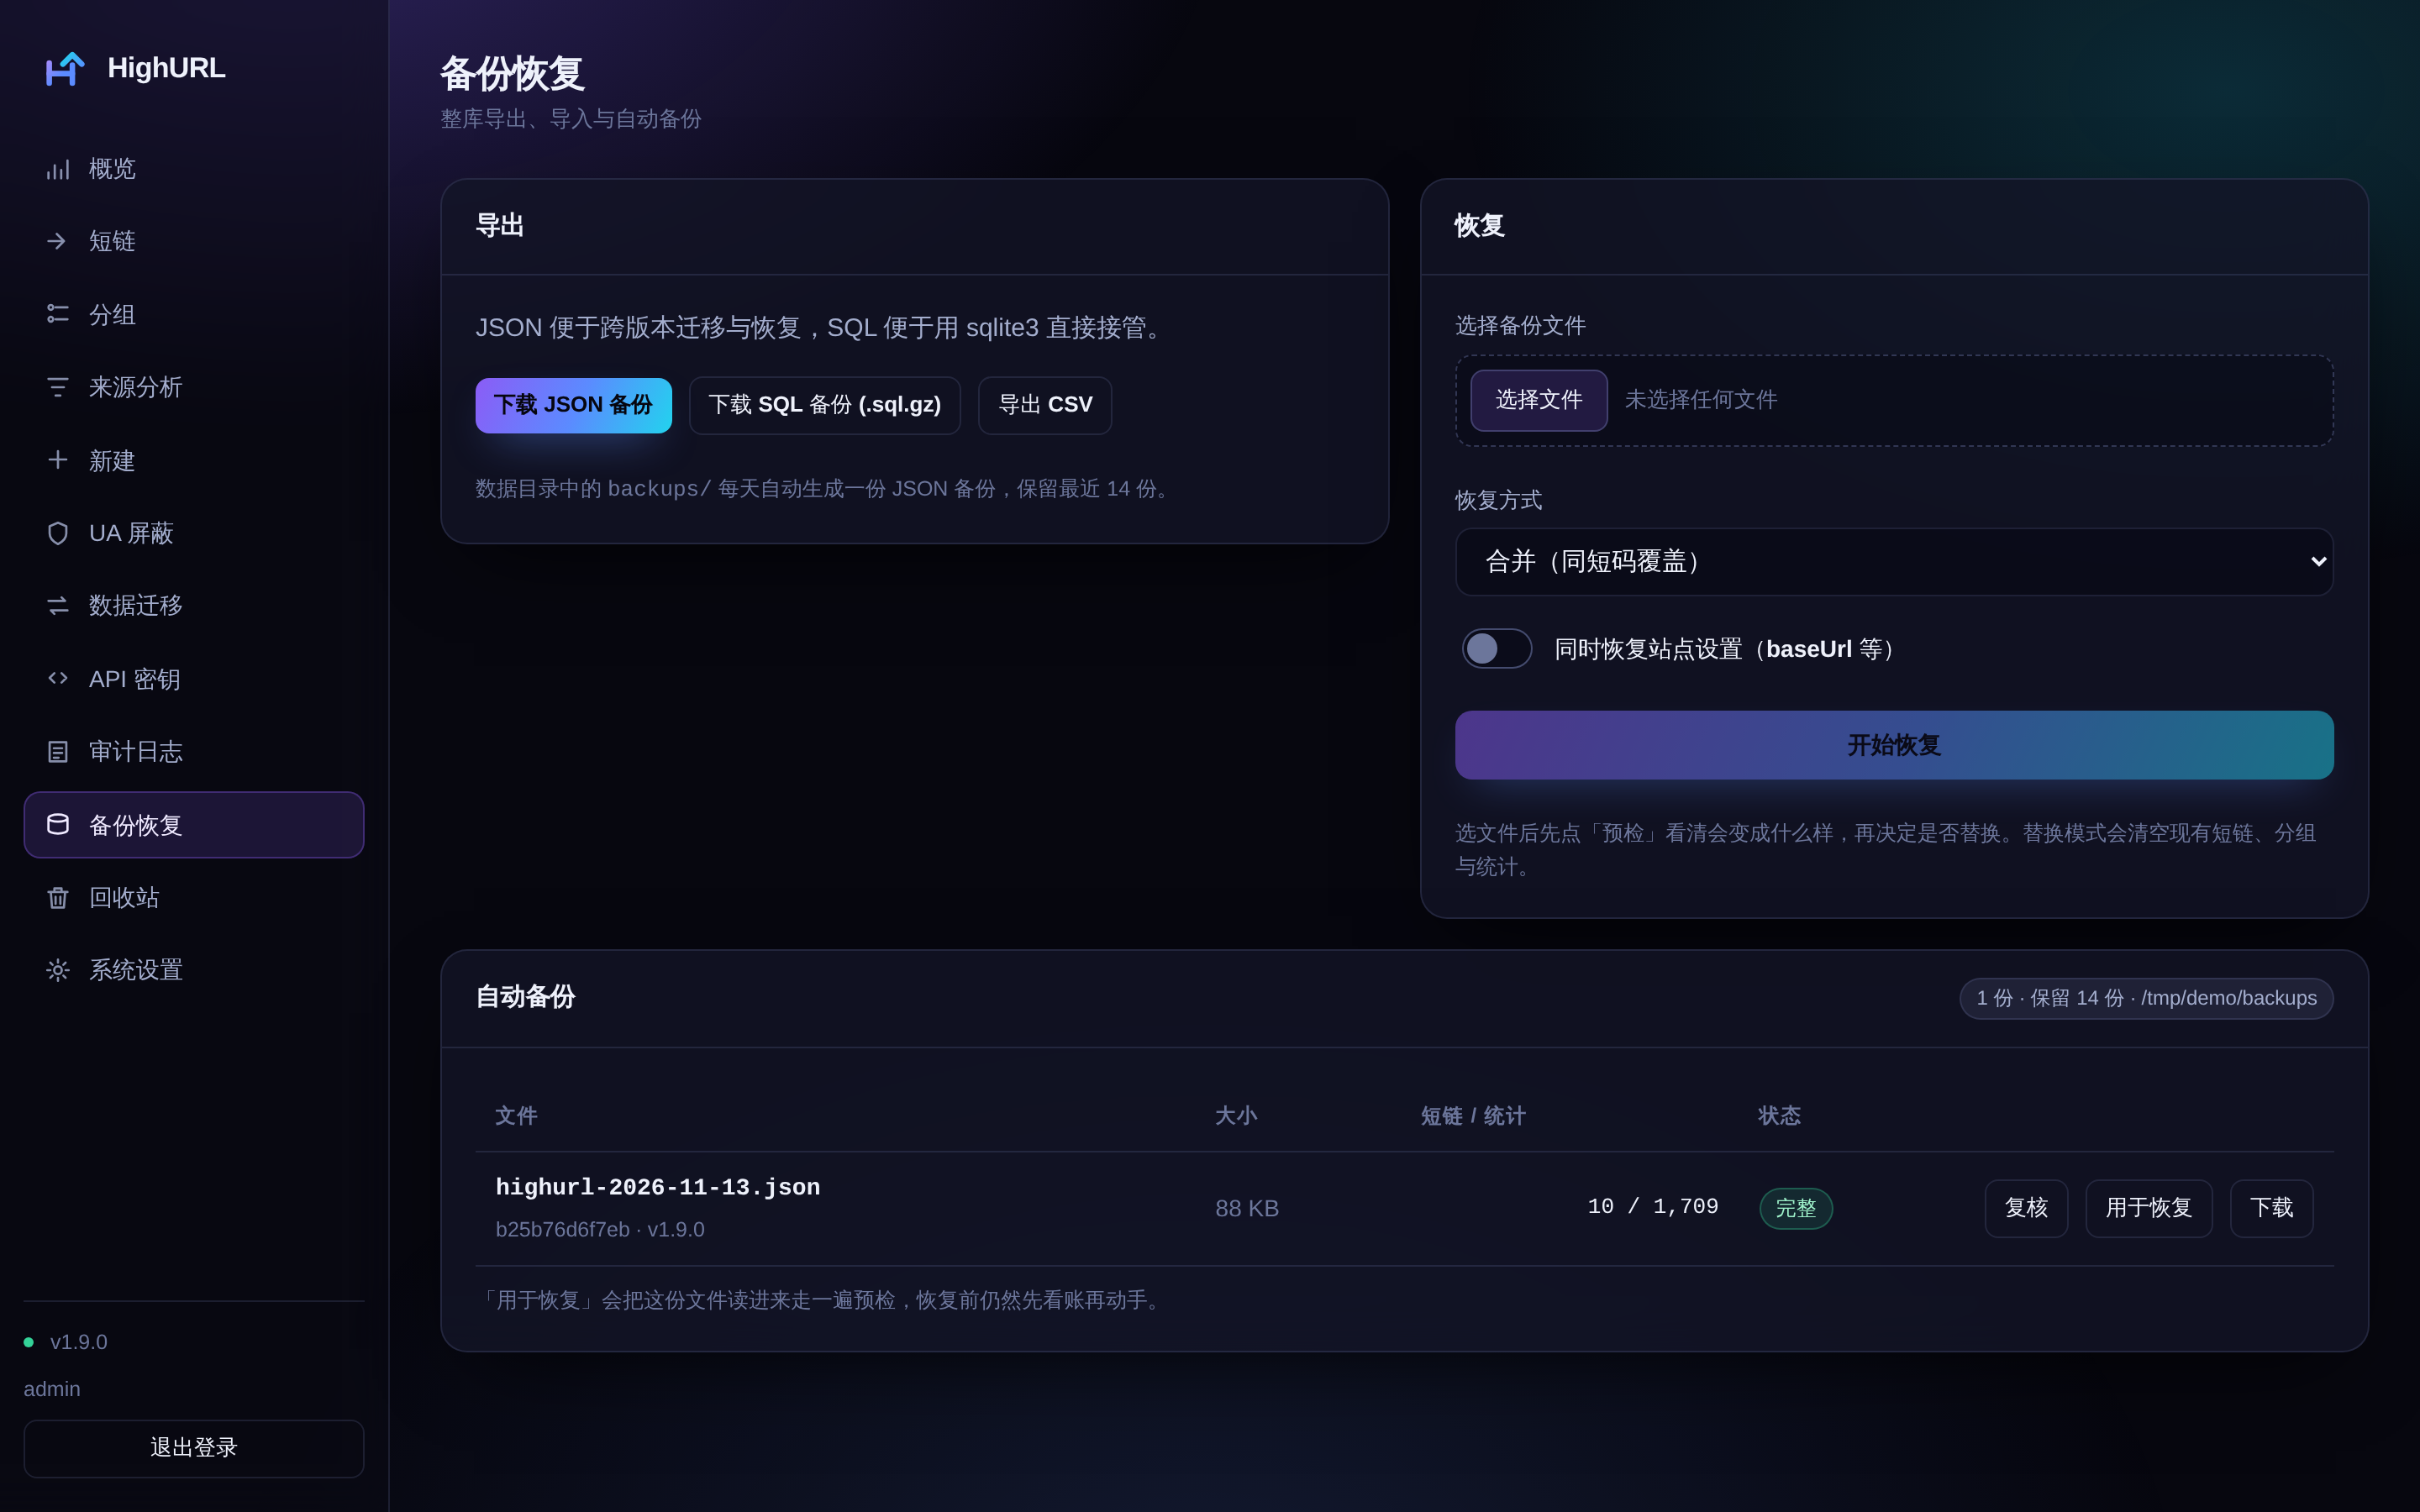 HighURL
概览
短链
分组
来源分析
新建
UA 屏蔽
数据迁移
API 密钥
审计日志
备份恢复
回收站
系统设置
v1.9.0
admin
退出登录
备份恢复
整库导出、导入与自动备份
导出
JSON 便于跨版本迁移与恢复，SQL 便于用 sqlite3 直接接管。
下载 JSON 备份 下载 SQL 备份 (.sql.gz) 导出 CSV
数据目录中的 backups/ 每天自动生成一份 JSON 备份，保留最近 14 份。
恢复
选择备份文件
选择文件 未选择任何文件
恢复方式
合并（同短码覆盖）
同时恢复站点设置（baseUrl 等）
开始恢复
选文件后先点「预检」看清会变成什么样，再决定是否替换。替换模式会清空现有短链、分组
与统计。
自动备份 1 份 · 保留 14 份 · /tmp/demo/backups
文件 大小 短链 / 统计 状态
highurl-2026-11-13.json
b25b76d6f7eb · v1.9.0
88 KB 10 / 1,709 完整 复核 用于恢复 下载
「用于恢复」会把这份文件读进来走一遍预检，恢复前仍然先看账再动手。